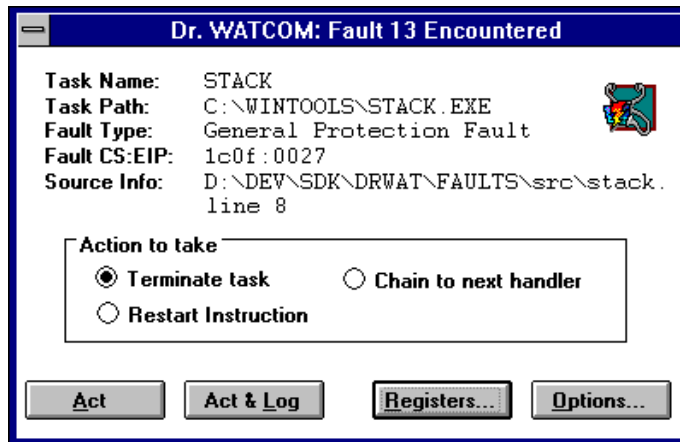 Dr. WATCOM: Fault 13 Encountered
Task Name: STACK
Task Path: C:\WINTOOLS\STACK.EXE
Fault Type: General Protection Fault
Fault CS:EIP: 1c0f:0027
Source Info: D:\DEV\SDK\DRWAT\FAULTS\src\stack.
line 8
Action to take
Terminate task Chain to next handler
Restart Instruction
Act Act & Log Registers... Options...